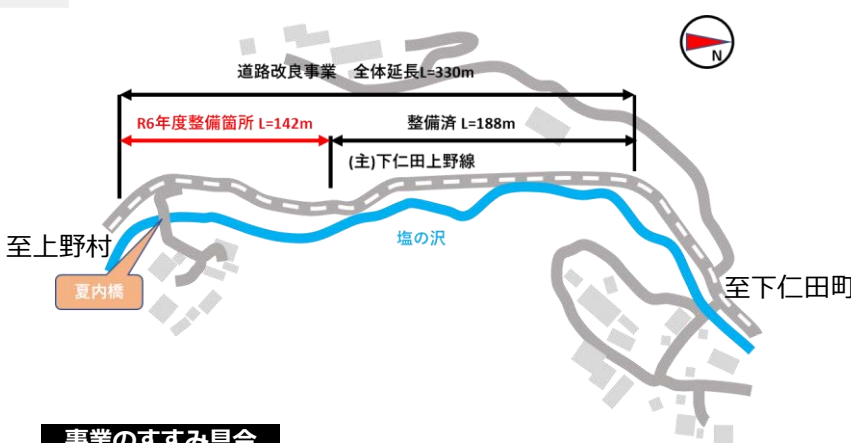 N
道路改良事業 全体延長L=330m
R6年度整備箇所 L=142m
整備済 L=188m
(主)下仁田上野線
至上野村
塩の沢
夏内橋
至下仁田町
事業のすすみ具合